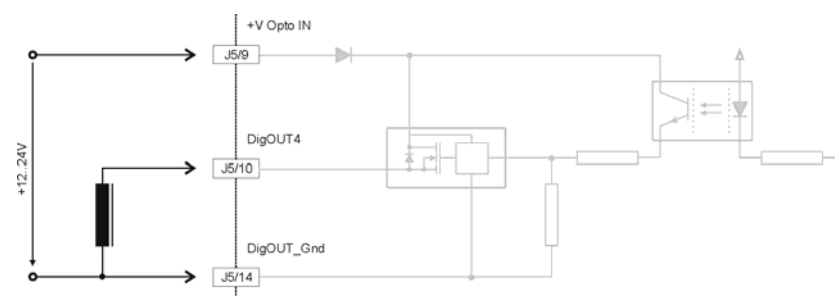 +V Opto IN
J5/9
DigOUT4
J5/10
+12..24V
DigOUT_Gnd
J5/14